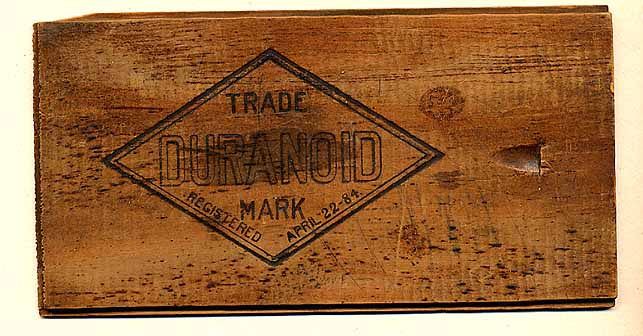 TRADE
DURANOID
MARK
REGISTERED APRIL-22-84.